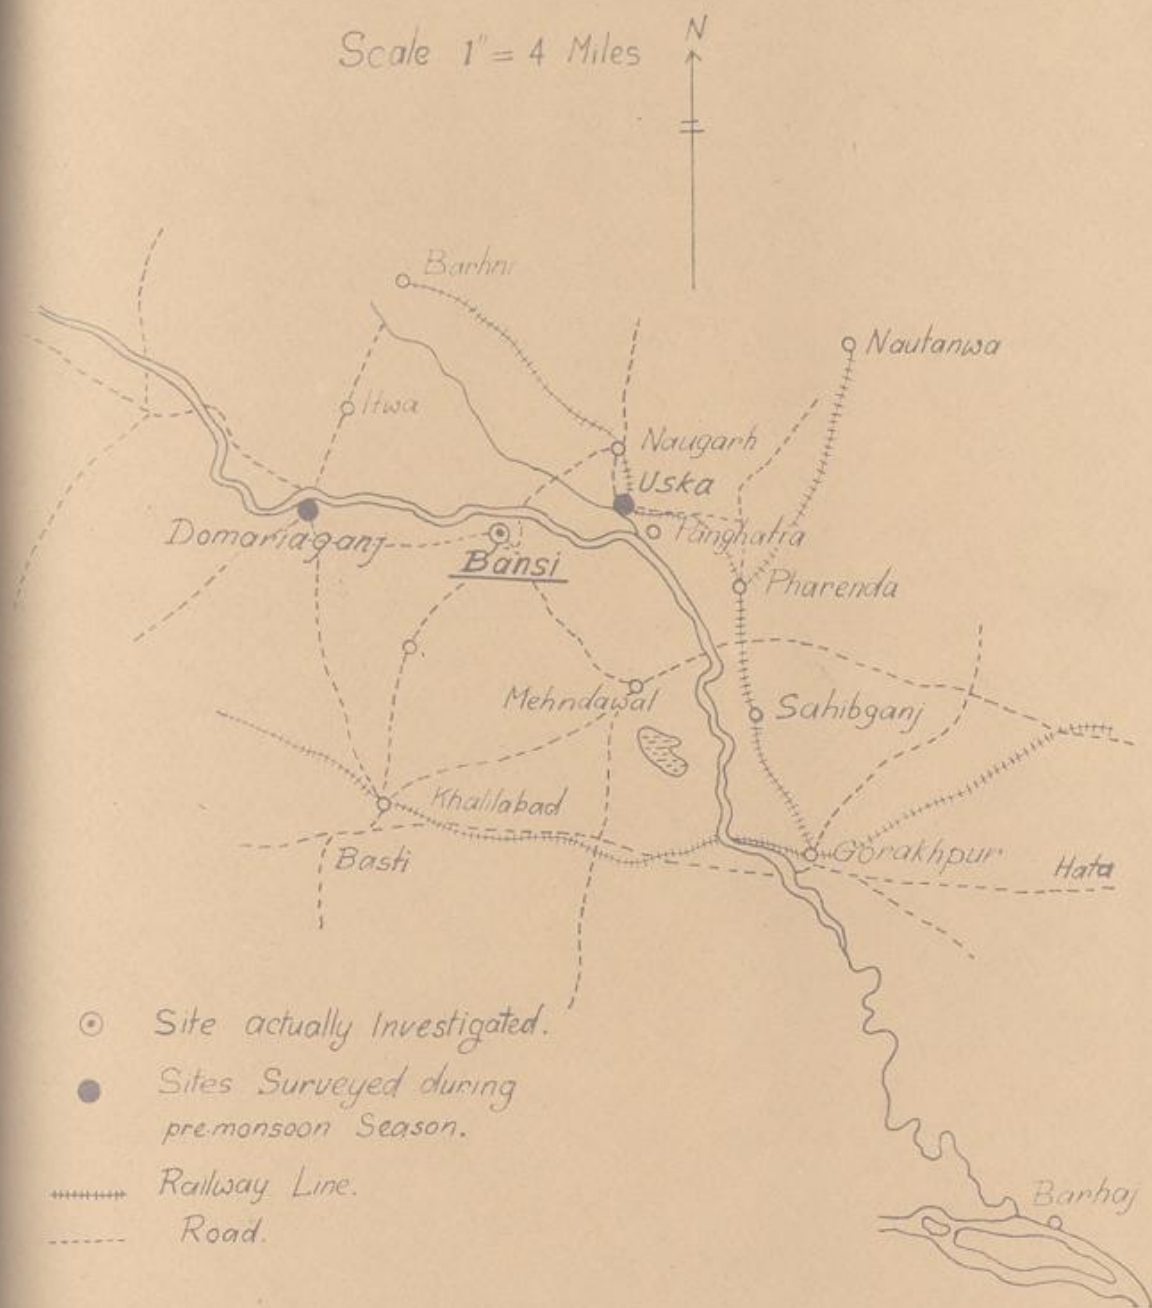 Scale 1" = 4 Miles
N
Barhni
Nautanwa
Itwa
Naugarh
Uska
Panghatra
Domariaganj
Bansi
Pharenda
Mehndawal
Sahibganj
Khalilabad
Basti
Gorakhpur
Hata
Site actually Investigated.
Sites Surveyed during
pre.monsoon Season.
Railway Line.
Road.
Barhaj